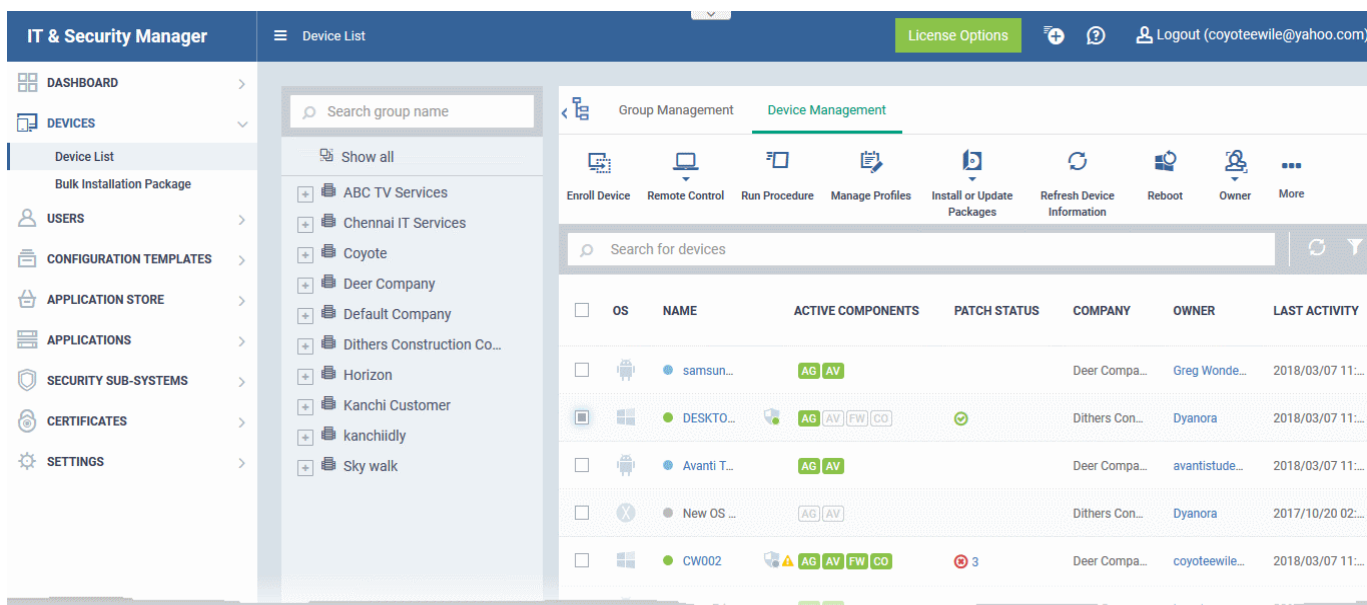 IT & Security Manager
Device List
License Options
Logout (coyoteewile@yahoo.com)
DASHBOARD
DEVICES
Device List
Bulk Installation Package
USERS
CONFIGURATION TEMPLATES
APPLICATION STORE
APPLICATIONS
SECURITY SUB-SYSTEMS
CERTIFICATES
SETTINGS
Search group name
Show all
ABC TV Services
Chennai IT Services
Coyote
Deer Company
Default Company
Dithers Construction Co...
Horizon
Kanchi Customer
kanchiidly
Sky walk
Group Management Device Management
Enroll Device Remote Control Run Procedure Manage Profiles Install or Update Packages Refresh Device Information Reboot Owner More
Search for devices
OS NAME ACTIVE COMPONENTS PATCH STATUS COMPANY OWNER LAST ACTIVITY
samsun... AG AV Deer Compa... Greg Wonde... 2018/03/07 11:...
DESKTO... AG AV FW CO Dithers Con... Dyanora 2018/03/07 11:...
Avanti T... AG AV Deer Compa... avantistude... 2018/03/07 11:...
New OS ... AG AV Dithers Con... Dyanora 2017/10/20 02:...
CW002 AG AV FW CO 3 Deer Compa... coyoteewile... 2018/03/07 11:...